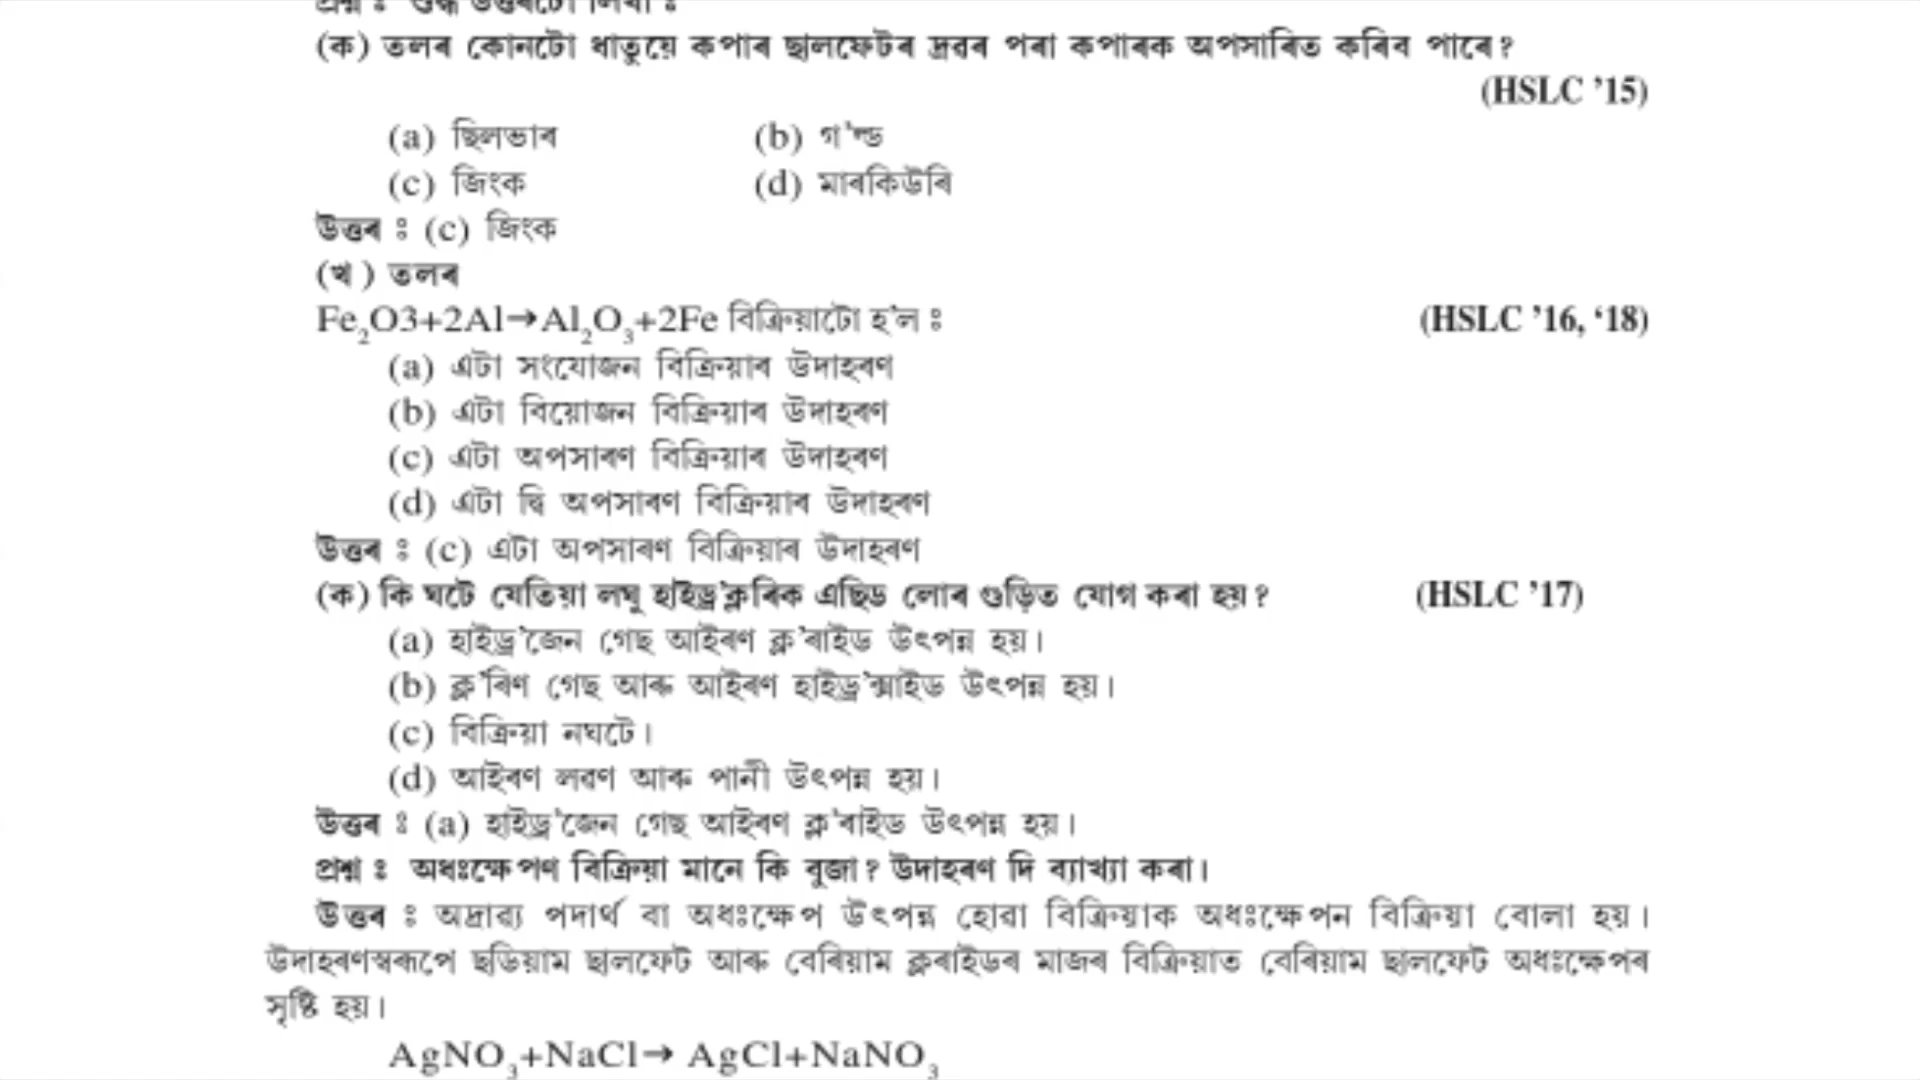 প্ৰশ্ন ঃ শুদ্ধ উত্তৰটো লিখা ঃ
(ক) তলৰ কোনটো ধাতুয়ে কপাৰ ছালফেটৰ দ্ৰৱৰ পৰা কপাৰক অপসাৰিত কৰিব পাৰে?
(HSLC ’15)
(a) ছিলভাৰ (b) গ'ল্ড
(c) জিংক (d) মাৰকিউৰি
উত্তৰ ঃ (c) জিংক
(খ ) তলৰ
Fe₂O3+2Al→Al₂O₃+2Fe বিক্ৰিয়াটো হ'ল ঃ (HSLC ’16, ‘18)
(a) এটা সংযোজন বিক্ৰিয়াৰ উদাহৰণ
(b) এটা বিয়োজন বিক্ৰিয়াৰ উদাহৰণ
(c) এটা অপসাৰণ বিক্ৰিয়াৰ উদাহৰণ
(d) এটা দ্বি অপসাৰণ বিক্ৰিয়াৰ উদাহৰণ
উত্তৰ ঃ (c) এটা অপসাৰণ বিক্ৰিয়াৰ উদাহৰণ
(ক) কি ঘটে যেতিয়া লঘু হাইড্ৰ'ক্লৰিক এছিড লোৰ গুড়িত যোগ কৰা হয়? (HSLC ’17)
(a) হাইড্ৰ'জেন গেছ আইৰণ ক্ল'ৰাইড উৎপন্ন হয়।
(b) ক্ল'ৰিণ গেছ আৰু আইৰণ হাইড্ৰ'ক্সাইড উৎপন্ন হয়।
(c) বিক্ৰিয়া নঘটে।
(d) আইৰণ লৱণ আৰু পানী উৎপন্ন হয়।
উত্তৰ ঃ (a) হাইড্ৰ'জেন গেছ আইৰণ ক্ল'ৰাইড উৎপন্ন হয়।
প্ৰশ্ন ঃ অধঃক্ষেপণ বিক্ৰিয়া মানে কি বুজা? উদাহৰণ দি ব্যাখ্যা কৰা।
উত্তৰ ঃ অদ্ৰাৱ্য পদাৰ্থ বা অধঃক্ষেপ উৎপন্ন হোৱা বিক্ৰিয়াক অধঃক্ষেপন বিক্ৰিয়া বোলা হয়।
উদাহৰণস্বৰূপে ছডিয়াম ছালফেট আৰু বেৰিয়াম ক্লৰাইডৰ মাজৰ বিক্ৰিয়াত বেৰিয়াম ছালফেট অধঃক্ষেপৰ
সৃষ্টি হয়।
AgNO₃+NaCl→ AgCl+NaNO₃